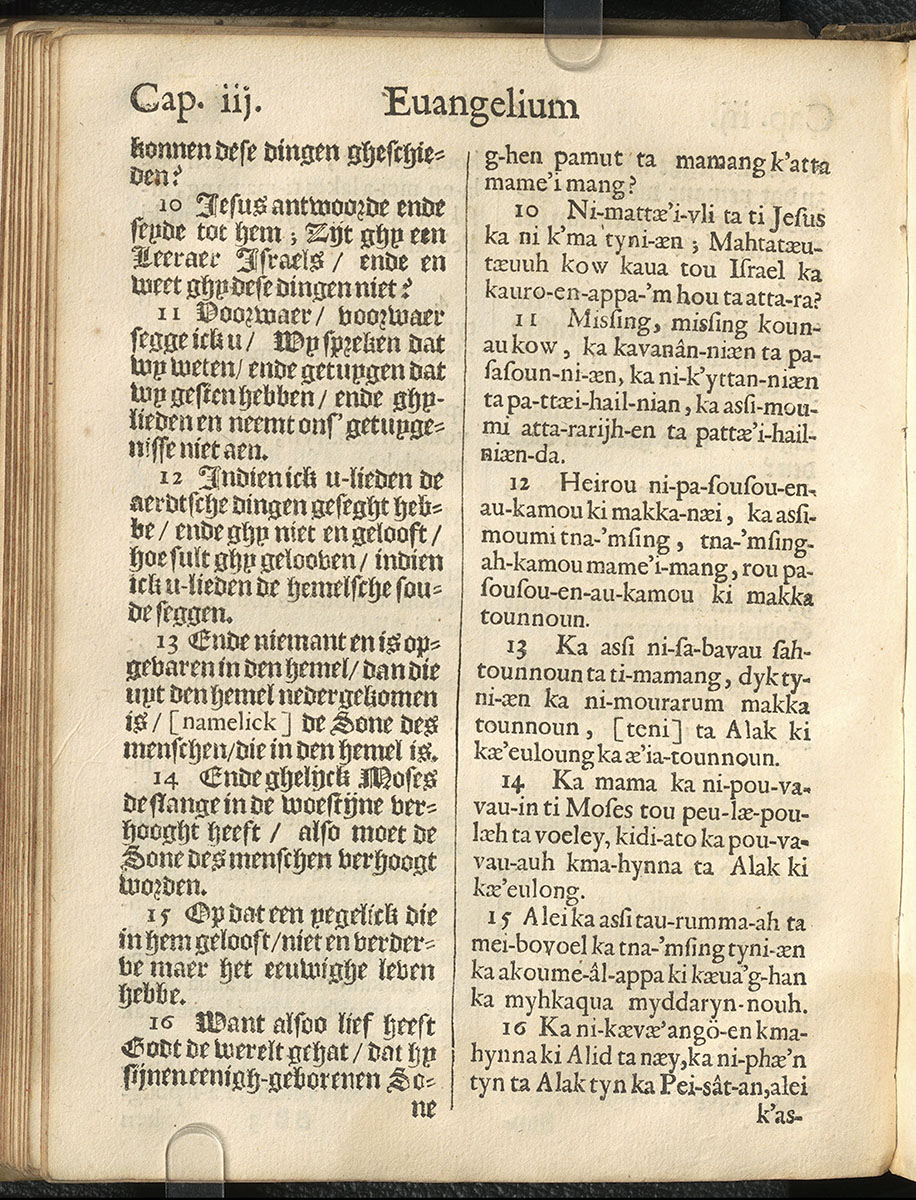 Cap. iij.
Euangelium
konnen dese dingen gheschie-
den?
10 Jesus antwoorde ende
seyde tot hem; Zijt ghy een
Leeraer Israels / ende en
weet ghy dese dingen niet?
11 Voorwaer / voorwaer
segge ick u / Wy spreken dat
wy weten / ende getuygen dat
wy gesien hebben / ende ghy-
lieden en neemt ons' getuyge-
nisse niet aen.
12 Indien ick u-lieden de
aerdtsche dingen geseght heb-
be / ende ghy niet en gelooft /
hoe sult ghy gelooven / indien
ick u-lieden de hemelsche sou-
de seggen.
13 Ende niemant en is op-
gevaren in den hemel / dan die
uyt den hemel nedergekomen
is / [namelick] de Sone des
menschen / die in den hemel is.
14 Ende ghelijck Moses
de slange in de woestijne ver-
hooght heeft / also moet de
Sone des menschen verhoogt
worden.
15 Op dat een yegelick die
in hem gelooft / niet en verder-
ve maer het eeuwighe leven
hebbe.
16 Want alsoo lief heeft
Godt de werelt gehat / dat hy
sijnen eenigh-geborenen So-
ne
g-hen pamut ta mamang k'atta
mame'i mang?
10 Ni-mattæ'i-vli ta ti Jeſus
ka ni k'ma tyni-æn ; Mahtatæu-
tæuuh kow kaua tou Iſrael ka
kauro-en-appa-'m hou ta atta-ra?
11 Miſſing, miſſing koun-
au kow , ka kavanân-niæn ta pa-
ſaſoun-ni-æn, ka ni-k'yttan-niæn
ta pa-ttæi-hail-nian , ka aſſi-mou-
mi atta-rarijh-en ta pattæ'i-hail-
niæn-da.
12 Heirou ni-pa-ſouſou-en-
au-kamou ki makka-næi , ka aſſi-
moumi tna-'mſing , tna-'mſing-
ah-kamou mame'i-mang, rou pa-
ſouſou-en-au-kamou ki makka
tounnoun.
13 Ka aſſi ni-ſa-bavau ſah-
tounnoun ta ti-mamang, dyk ty-
ni-æn ka ni-mourarum makka
tounnoun , [teni] ta Alak ki
kæ'euloung ka æ'ia-tounnoun.
14 Ka mama ka ni-pou-va-
vau-in ti Moſes tou peu-læ-pou-
læh ta voeley, kidi-ato ka pou-va-
vau-auh kma-hynna ta Alak ki
kæ'eulong.
15 Alei ka aſſi tau-rumma-ah ta
mei-bovoel ka tna-'mſing tyni-æn
ka akoume-âl-appa ki kæua'g-han
ka myhkaqua myddaryn-nouh.
16 Ka ni-kævæ'angö-en kma-
hynna ki Alid ta næy, ka ni-phæ'n
tyn ta Alak tyn ka Pei-sât-an, alei
k'as-